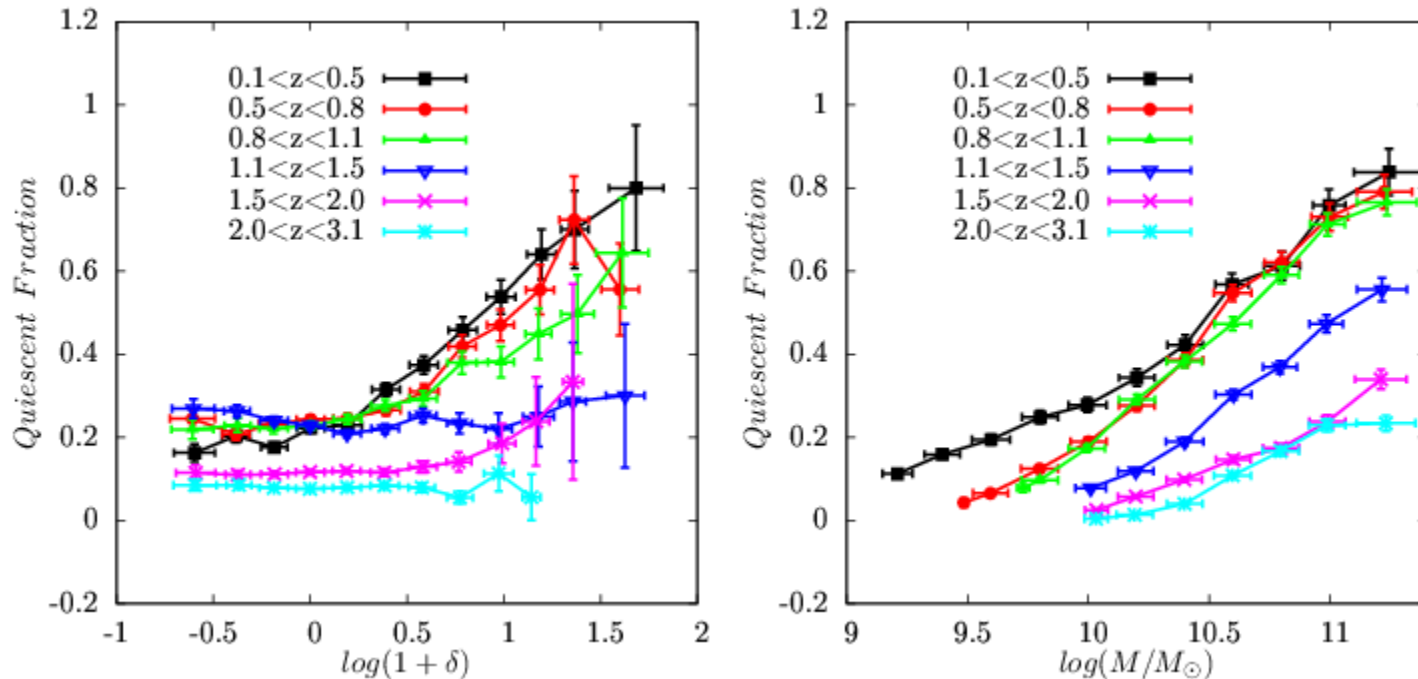 1.2
1
0.8
0.6
0.4
0.2
0
-0.2
Quiescent Fraction
0.1<z<0.5
0.5<z<0.8
0.8<z<1.1
1.1<z<1.5
1.5<z<2.0
2.0<z<3.1
-1 -0.5 0 0.5 1 1.5 2
log(1 + δ)
1.2
1
0.8
0.6
0.4
0.2
0
-0.2
Quiescent Fraction
0.1<z<0.5
0.5<z<0.8
0.8<z<1.1
1.1<z<1.5
1.5<z<2.0
2.0<z<3.1
9 9.5 10 10.5 11
log(M/M⊙)